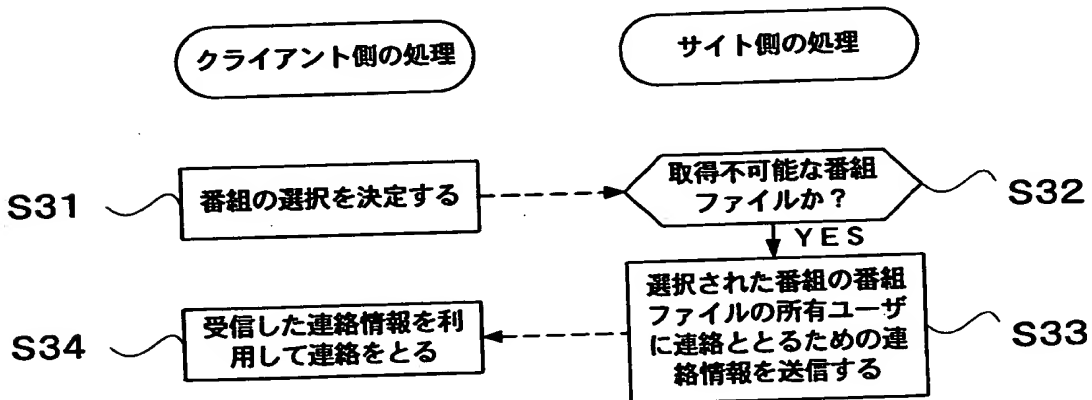 クライアント側の処理
サイト側の処理
S31
番組の選択を決定する
取得不可能な番組
ファイルか？
S32
YES
S34
受信した連絡情報を利
用して連絡をとる
選択された番組の番組
ファイルの所有ユーザ
に連絡ととるための連
絡情報を送信する
S33